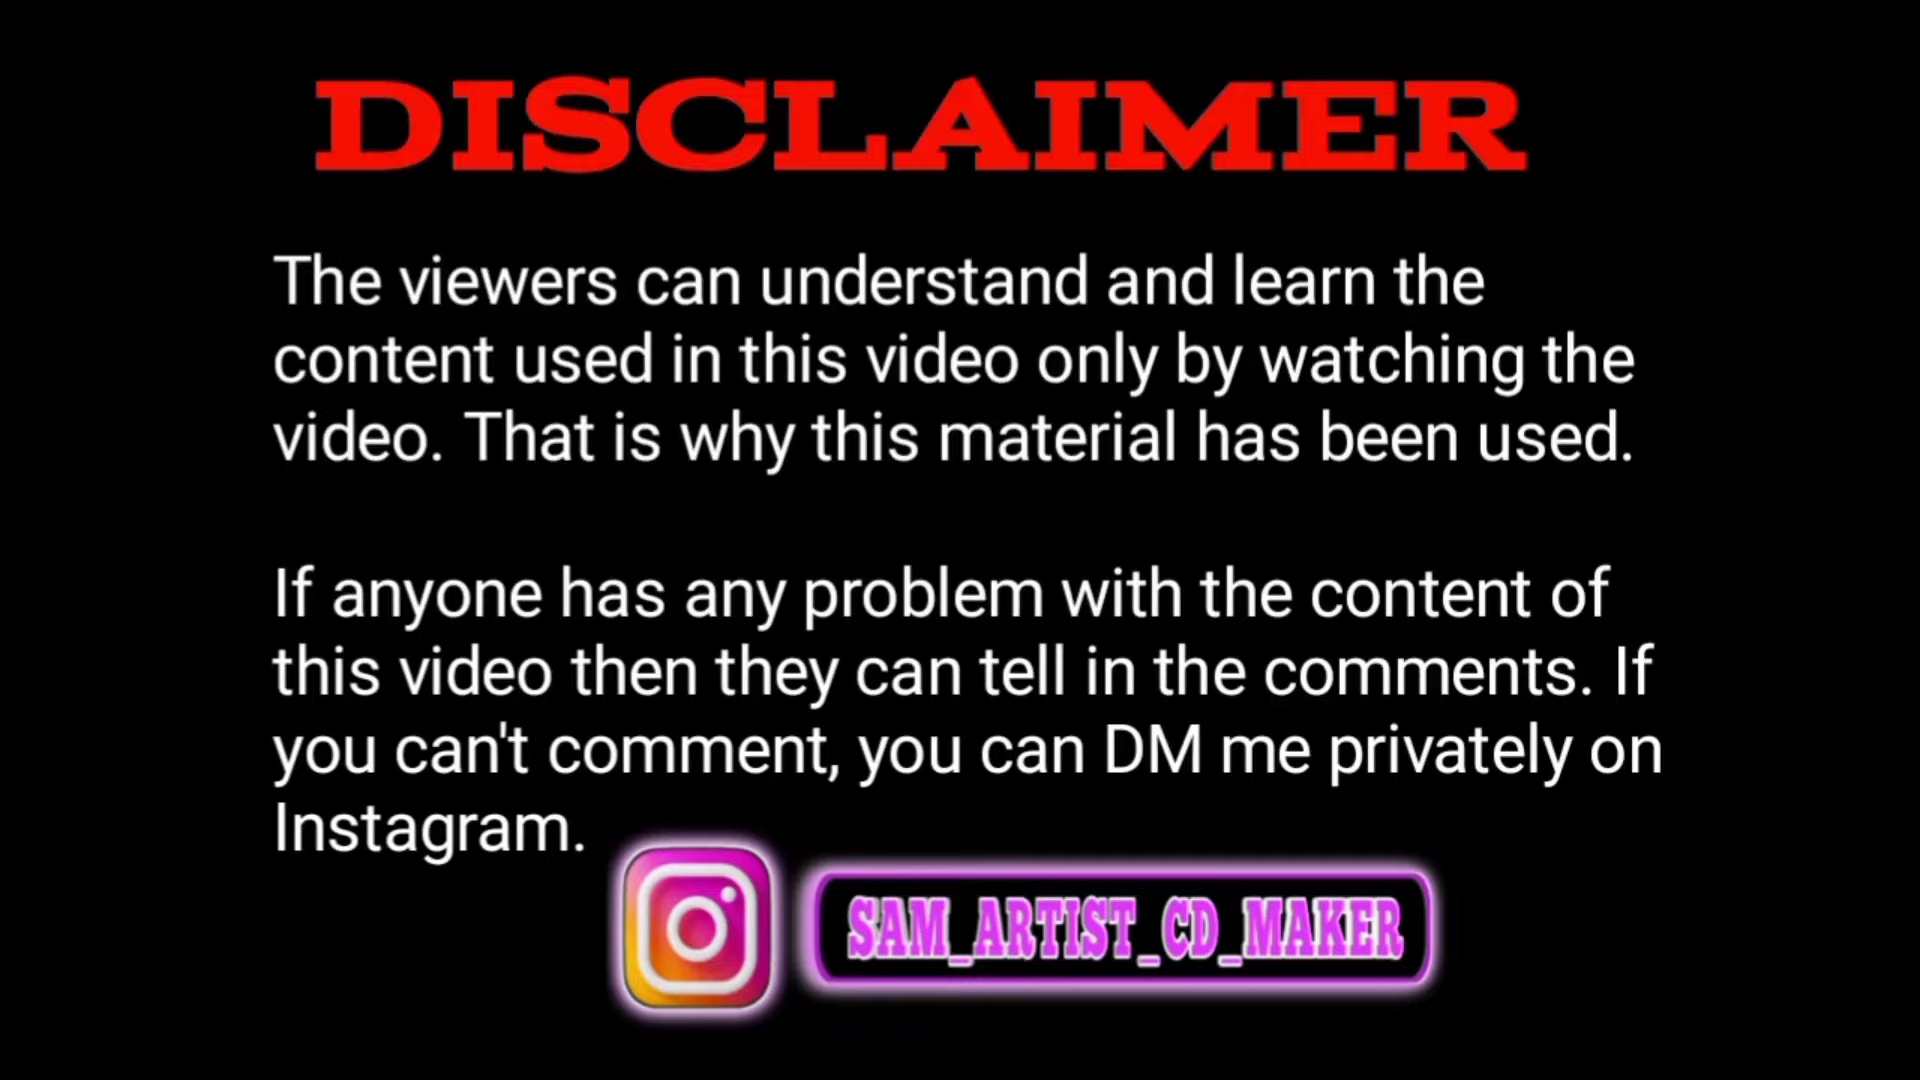 DISCLAIMER
The viewers can understand and learn the
content used in this video only by watching the
video. That is why this material has been used.
If anyone has any problem with the content of
this video then they can tell in the comments. If
you can't comment, you can DM me privately on
Instagram.
SAM_ARTIST_CD_MAKER